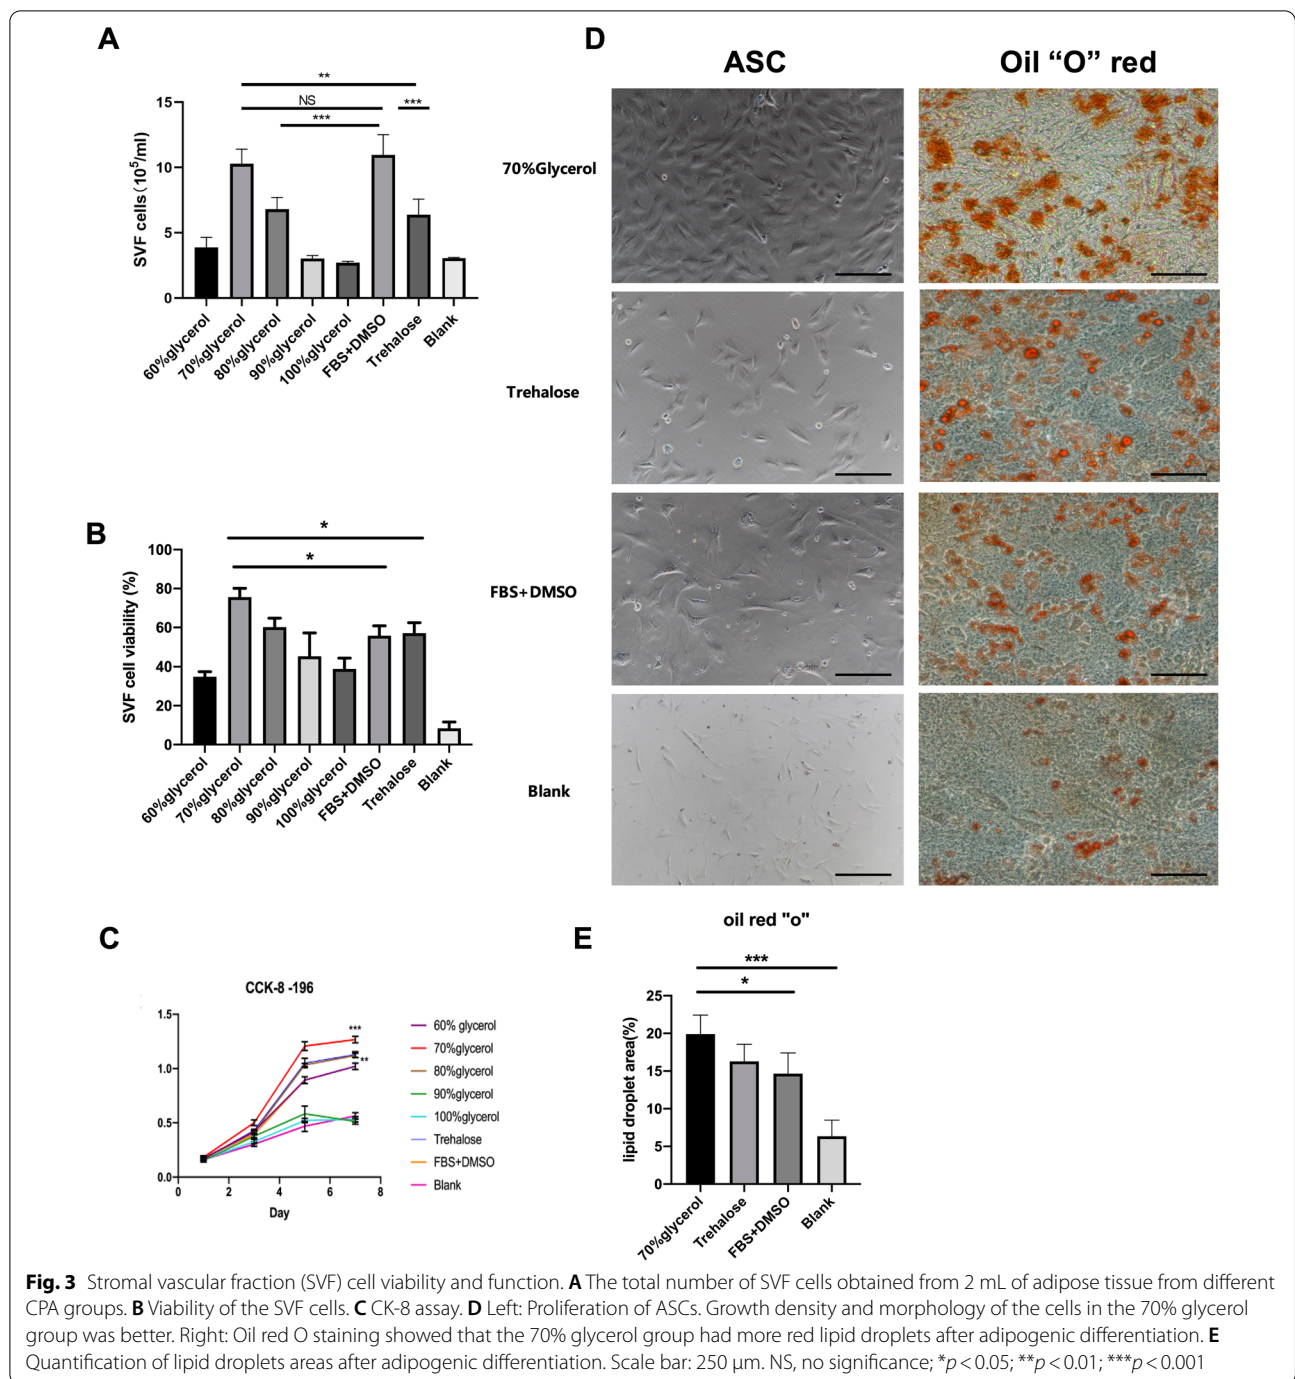 A
**
NS
***
***
15
10
5
0
SVF cells (10⁵/ml)
60%glycerol
70%glycerol
80%glycerol
90%glycerol
100%glycerol
FBS+DMSO
Trehalose
Blank
B
*
*
100
80
60
40
20
0
SVF cell viability (%)
60%glycerol
70%glycerol
80%glycerol
90%glycerol
100%glycerol
FBS+DMSO
Trehalose
Blank
C
CCK-8 -196
1.5
1.0
0.5
0.0
0 2 4 6 8
Day
***
**
60% glycerol
70%glycerol
80%glycerol
90%glycerol
100%glycerol
Trehalose
FBS+DMSO
Blank
D
ASC Oil “O” red
70%Glycerol
Trehalose
FBS+DMSO
Blank
E
oil red "o"
***
*
25
20
15
10
5
0
lipid droplet area(%)
70%glycerol
Trehalose
FBS+DMSO
Blank
Fig. 3 Stromal vascular fraction (SVF) cell viability and function. A The total number of SVF cells obtained from 2 mL of adipose tissue from different
CPA groups. B Viability of the SVF cells. C CK-8 assay. D Left: Proliferation of ASCs. Growth density and morphology of the cells in the 70% glycerol
group was better. Right: Oil red O staining showed that the 70% glycerol group had more red lipid droplets after adipogenic differentiation. E
Quantification of lipid droplets areas after adipogenic differentiation. Scale bar: 250 μm. NS, no significance; *p < 0.05; **p < 0.01; ***p < 0.001